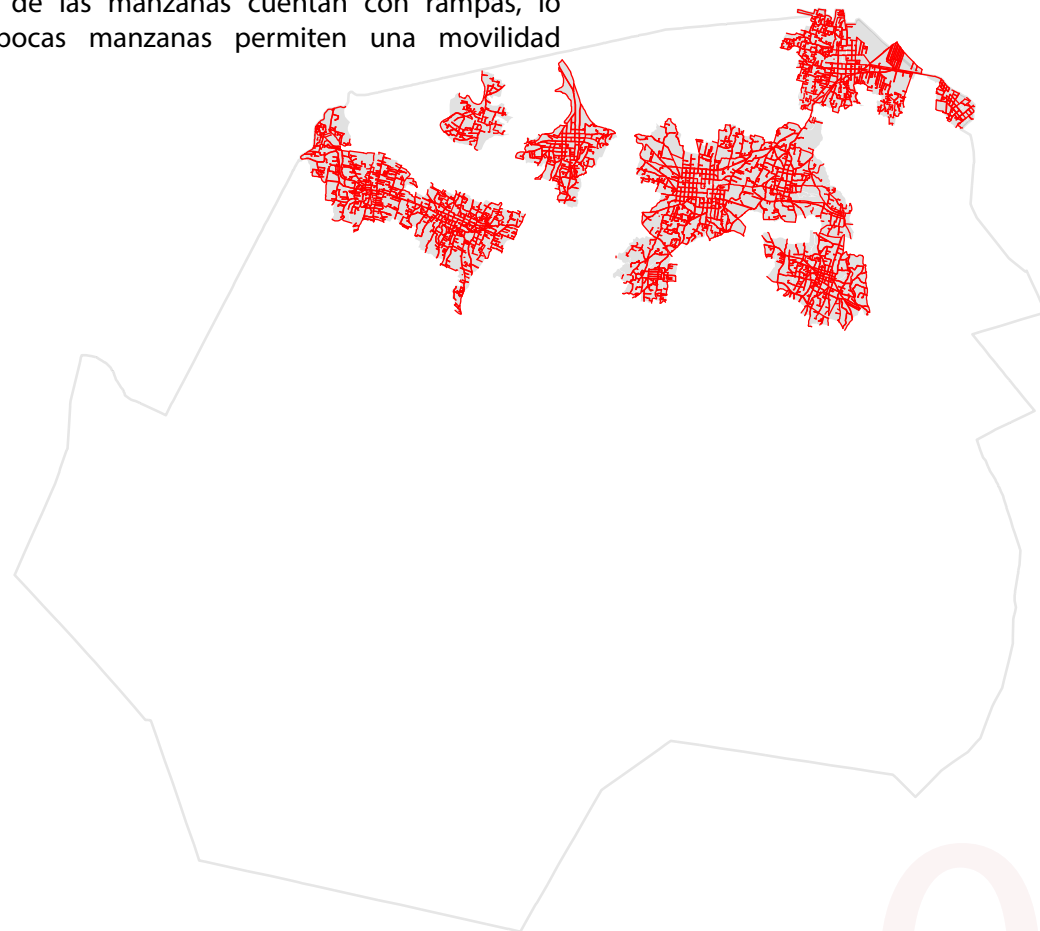 de las manzanas cuentan con rampas, lo
pocas manzanas permiten una movilidad